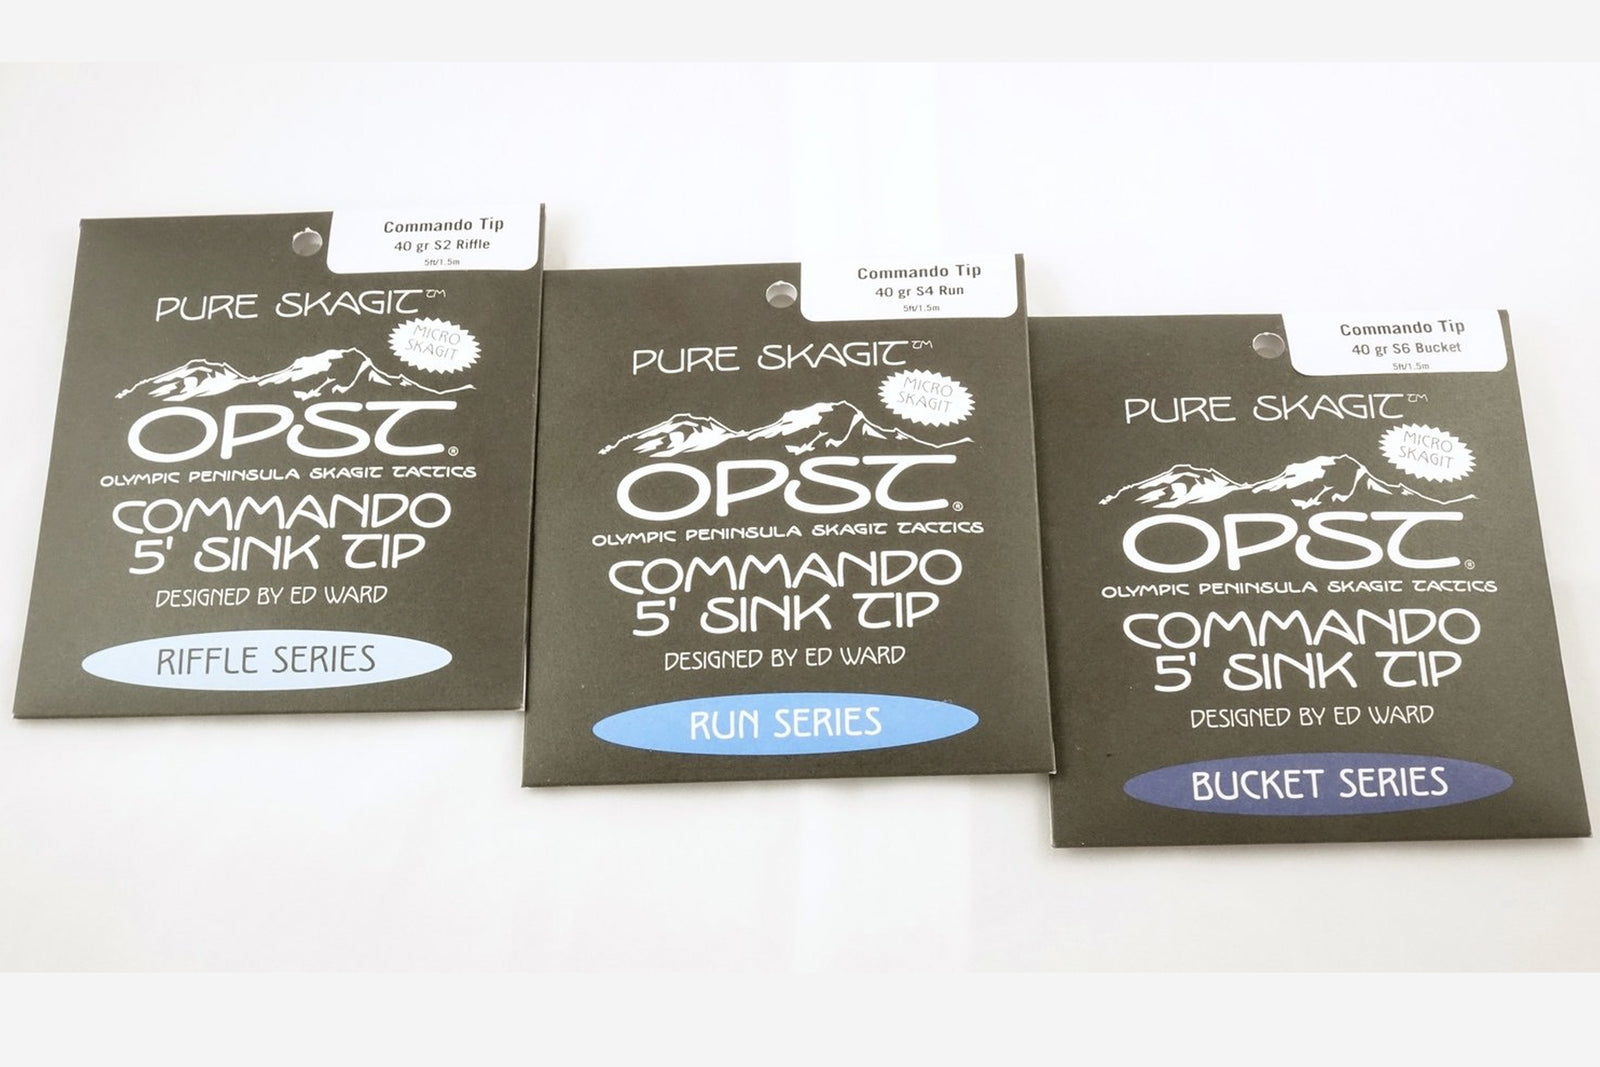 Commando Tip
40 gr S2 Riffle
5ft/1.5m
PURE SKAGIT™
MICRO
SKAGIT
OPST®
OLYMPIC PENINSULA SKAGIT TACTICS
COMMANDO
5' SINK TIP
DESIGNED BY ED WARD
RIFFLE SERIES
Commando Tip
40 gr S4 Run
5ft/1.5m
PURE SKAGIT™
MICRO
SKAGIT
OPST®
OLYMPIC PENINSULA SKAGIT TACTICS
COMMANDO
5' SINK TIP
DESIGNED BY ED WARD
RUN SERIES
Commando Tip
40 gr S6 Bucket
5ft/1.5m
PURE SKAGIT™
MICRO
SKAGIT
OPST®
OLYMPIC PENINSULA SKAGIT TACTICS
COMMANDO
5' SINK TIP
DESIGNED BY ED WARD
BUCKET SERIES